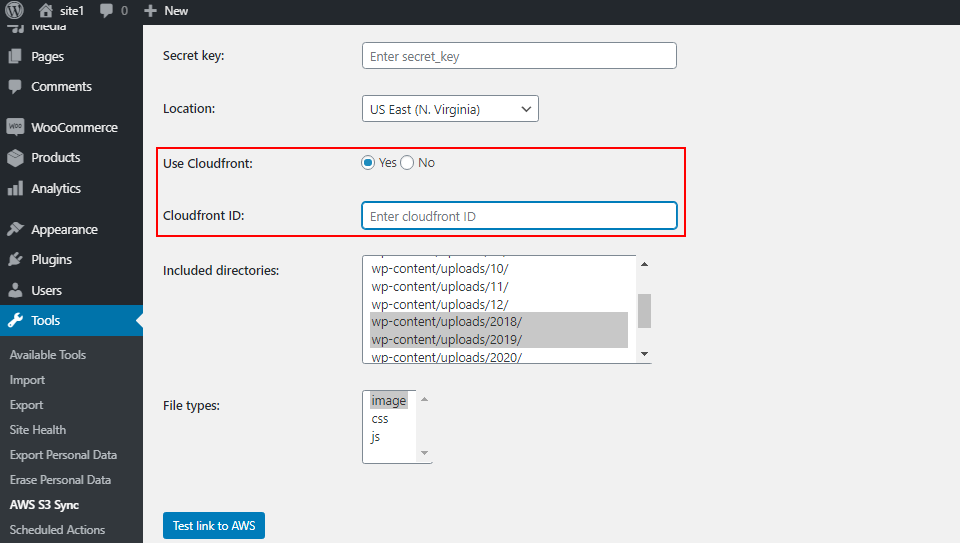 site1 0 New
Media
Pages
Comments
Woo WooCommerce
Products
Analytics
Appearance
Plugins
Users
Tools
Available Tools
Import
Export
Site Health
Export Personal Data
Erase Personal Data
AWS S3 Sync
Scheduled Actions
Secret key: Enter secret_key
Location: US East (N. Virginia)
Use Cloudfront: Yes No
Cloudfront ID: Enter cloudfront ID
Included directories:
wp-content/uploads/10/
wp-content/uploads/11/
wp-content/uploads/12/
wp-content/uploads/2018/
wp-content/uploads/2019/
wp-content/uploads/2020/
File types: image
css
js
Test link to AWS